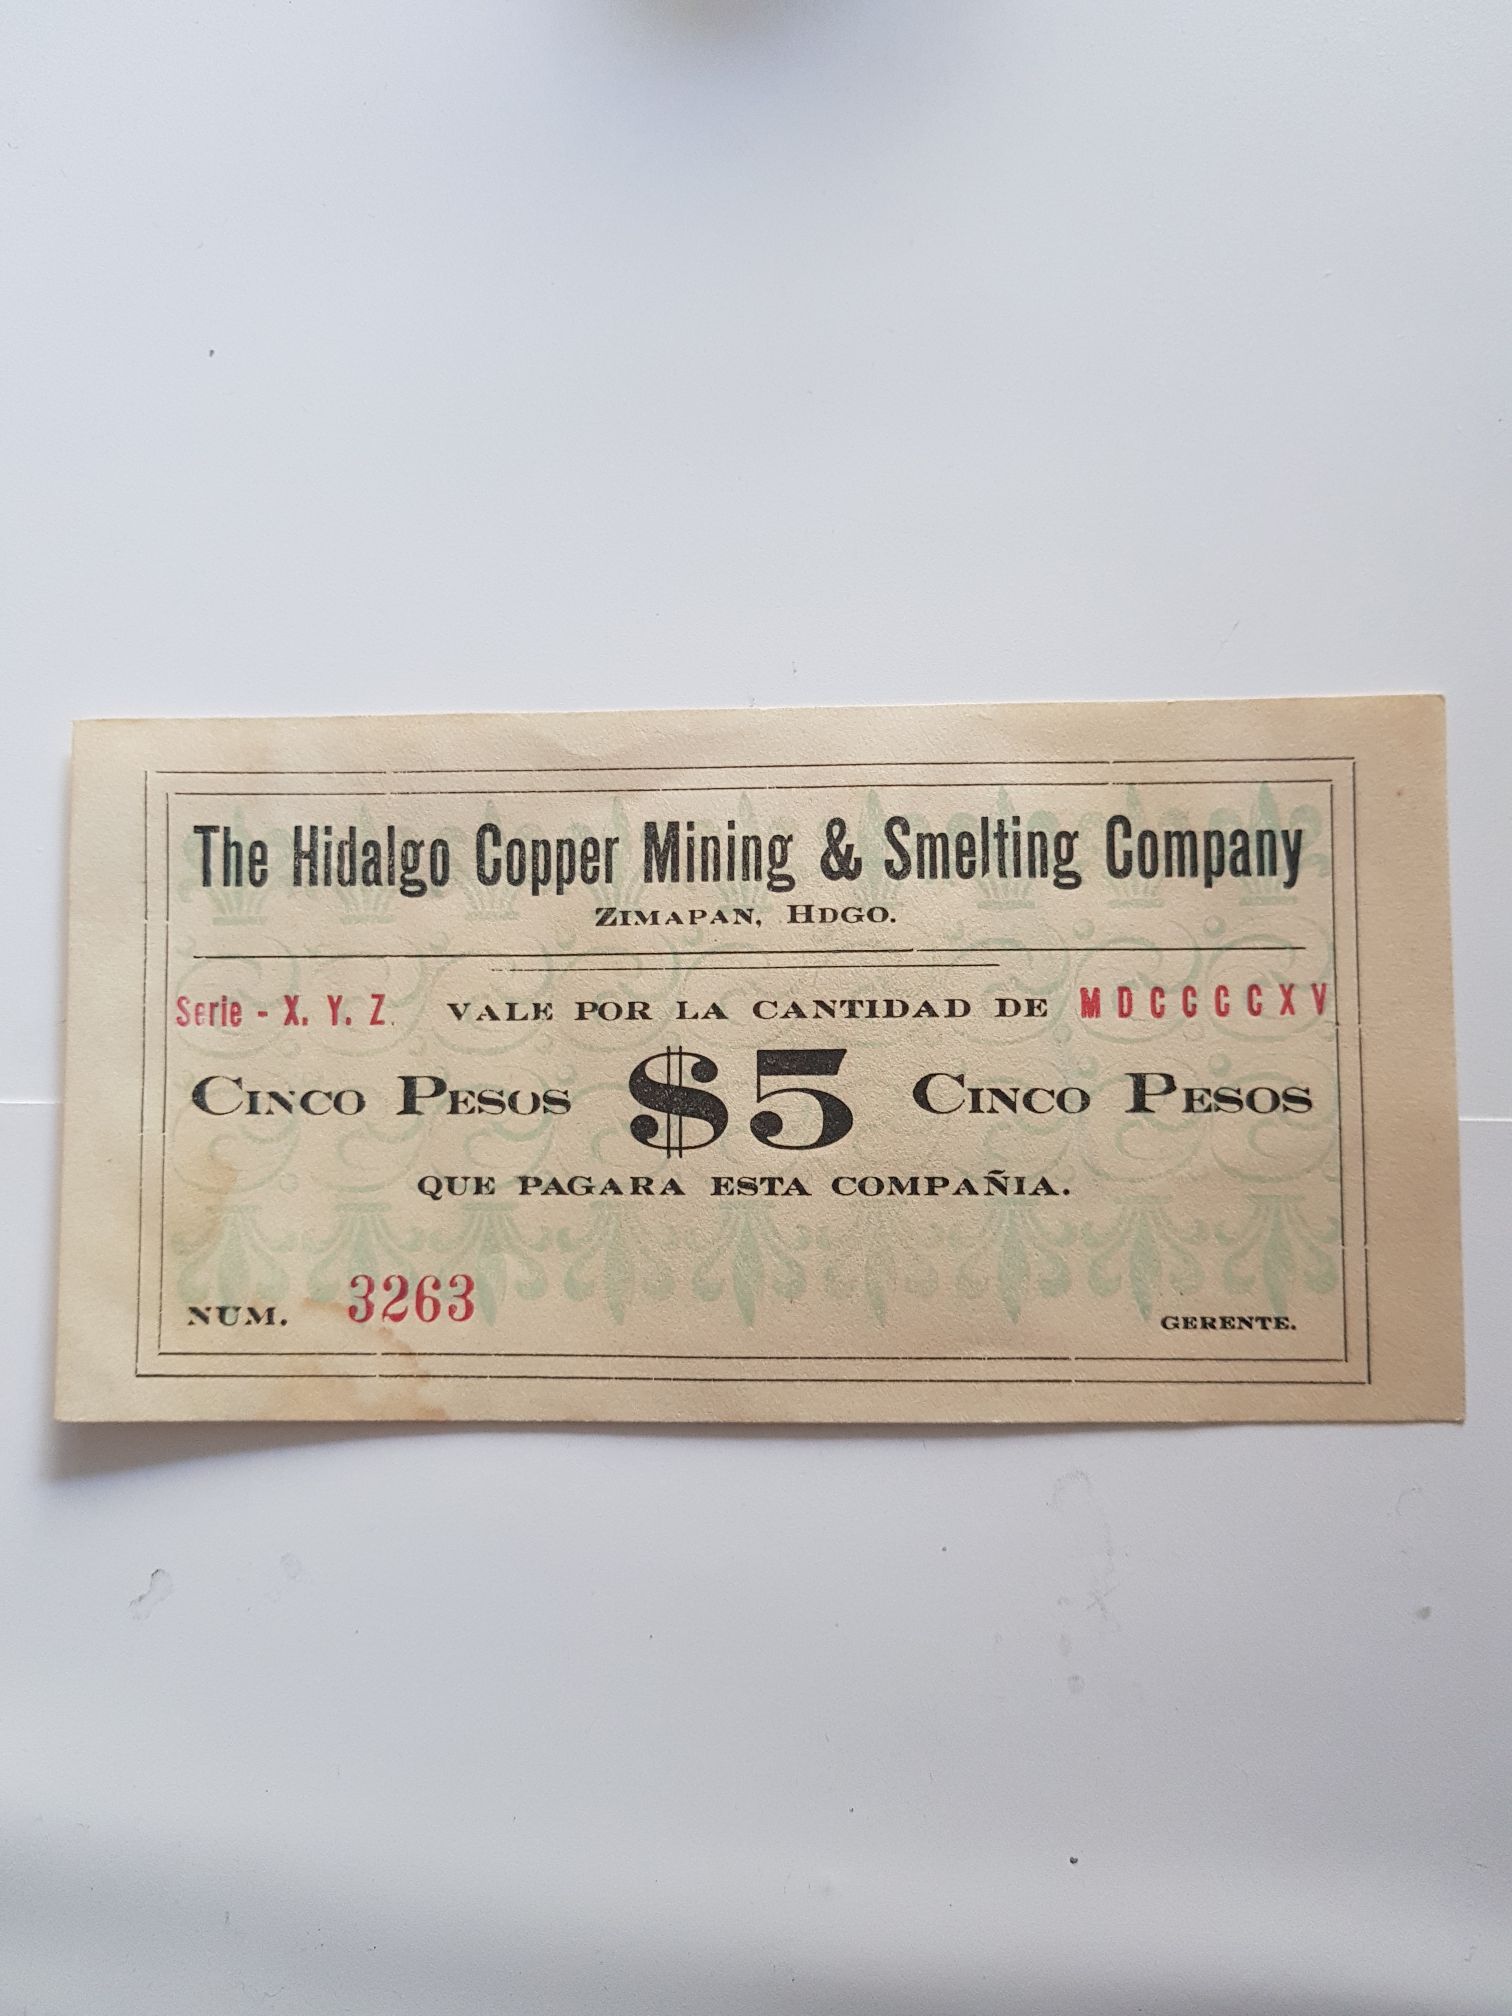 The Hidalgo Copper Mining & Smelting Company
ZIMAPAN, HDGO.
Serie - X. Y. Z. VALE POR LA CANTIDAD DE MDCCCCXV
CINCO PESOS $5 CINCO PESOS
QUE PAGARA ESTA COMPAÑIA.
NUM. 3263 GERENTE.